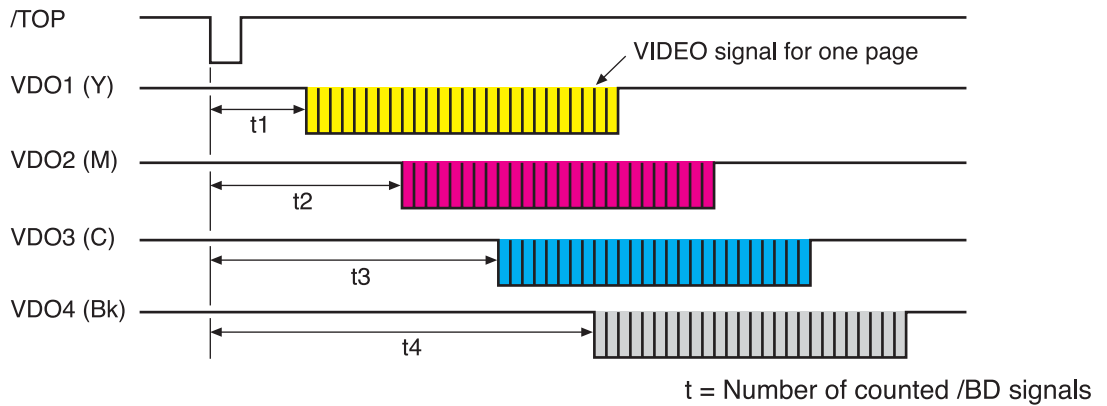 /TOP
VIDEO signal for one page
VDO1 (Y)
t1
VDO2 (M)
t2
VDO3 (C)
t3
VDO4 (Bk)
t4
t = Number of counted /BD signals